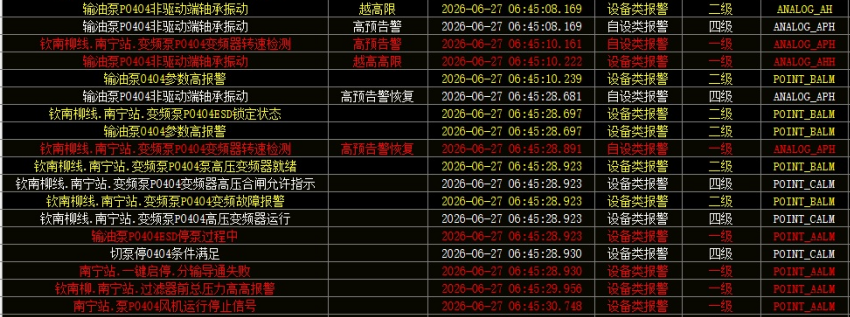 输油泵P0404非驱动端轴承振动 越高限 2026-06-27 06:45:08.169 设备类报警 二级 ANALOG_AH
输油泵P0404非驱动端轴承振动 高预告警 2026-06-27 06:45:08.169 自设类报警 四级 ANALOG_APH
钦南柳线.南宁站.变频泵P0404变频器转速检测 高预告警 2026-06-27 06:45:10.161 自设类报警 一级 ANALOG_APH
输油泵P0404非驱动端轴承振动 越高高限 2026-06-27 06:45:10.222 设备类报警 一级 ANALOG_AHH
输油泵0404参数高报警 2026-06-27 06:45:10.239 设备类报警 二级 POINT_BALM
输油泵P0404非驱动端轴承振动 高预告警恢复 2026-06-27 06:45:28.681 自设类报警 四级 ANALOG_APH
钦南柳线.南宁站.变频泵P0404ESD锁定状态 2026-06-27 06:45:28.697 设备类报警 二级 POINT_BALM
输油泵0404参数高报警 2026-06-27 06:45:28.697 设备类报警 二级 POINT_BALM
钦南柳线.南宁站.变频泵P0404变频器转速检测 高预告警恢复 2026-06-27 06:45:28.891 自设类报警 一级 ANALOG_APH
钦南柳线.南宁站.变频泵P0404泵高压变频器就绪 2026-06-27 06:45:28.923 设备类报警 二级 POINT_BALM
钦南柳线.南宁站.变频泵P0404变频器高压合闸允许指示 2026-06-27 06:45:28.923 设备类报警 四级 POINT_CALM
钦南柳线.南宁站.变频泵P0404变频故障报警 2026-06-27 06:45:28.923 设备类报警 二级 POINT_BALM
钦南柳线.南宁站.变频泵P0404高压变频器运行 2026-06-27 06:45:28.923 设备类报警 四级 POINT_CALM
输油泵P0404ESD停泵过程中 2026-06-27 06:45:28.923 设备类报警 一级 POINT_AALM
切泵停0404条件满足 2026-06-27 06:45:28.930 设备类报警 四级 POINT_CALM
南宁站.一键启停.分输导通失败 2026-06-27 06:45:28.930 设备类报警 一级 POINT_AALM
钦南柳.南宁站.过滤器前总压力高高报警 2026-06-27 06:45:29.956 设备类报警 一级 POINT_AALM
南宁站.泵P0404风机运行停止信号 2026-06-27 06:45:30.748 设备类报警 一级 POINT_AALM